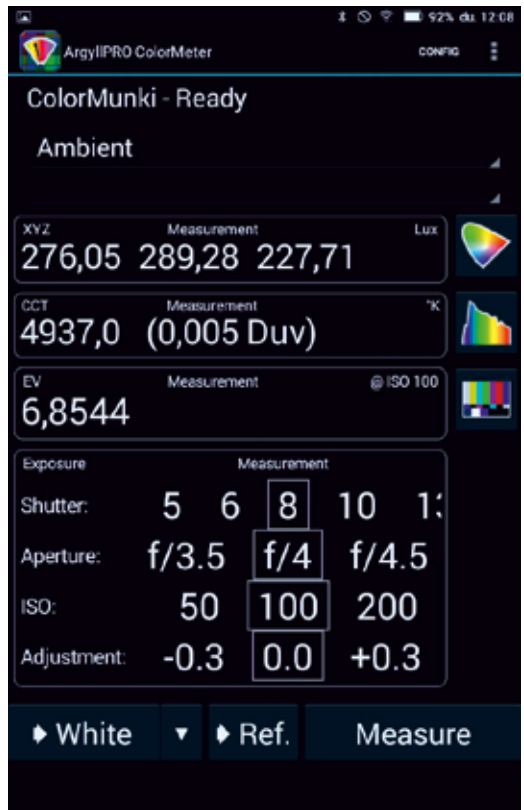 92% du. 12:08
ArgyllPRO ColorMeter CONFIG
ColorMunki - Ready
Ambient
XYZ Measurement Lux
276,05 289,28 227,71
CCT Measurement °K
4937,0 (0,005 Duv)
EV Measurement @ ISO 100
6,8544
Exposure Measurement
Shutter: 5 6 8 10
Aperture: f/3.5 f/4 f/4.5
ISO: 50 100 200
Adjustment: -0.3 0.0 +0.3
White Ref. Measure